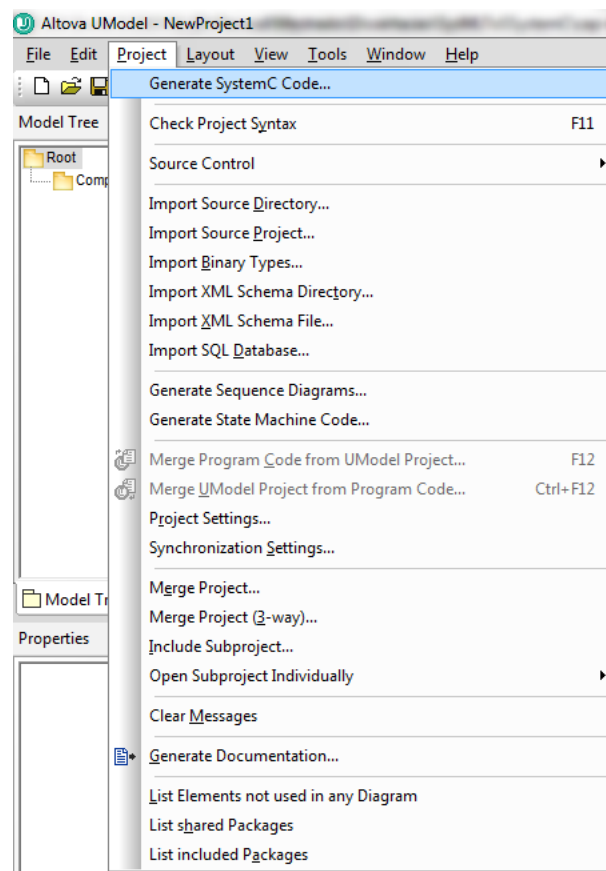 Altova UModel - NewProject1
File Edit Project Layout View Tools Window Help
Generate SystemC Code...
Model Tree
Check Project Syntax F11
Root
Source Control
Comp
Import Source Directory...
Import Source Project...
Import Binary Types...
Import XML Schema Directory...
Import XML Schema File...
Import SQL Database...
Generate Sequence Diagrams...
Generate State Machine Code...
Merge Program Code from UModel Project... F12
Merge UModel Project from Program Code... Ctrl+F12
Project Settings...
Synchronization Settings...
Merge Project...
Model Tr
Merge Project (3-way)...
Properties
Include Subproject...
Open Subproject Individually
Clear Messages
Generate Documentation...
List Elements not used in any Diagram
List shared Packages
List included Packages